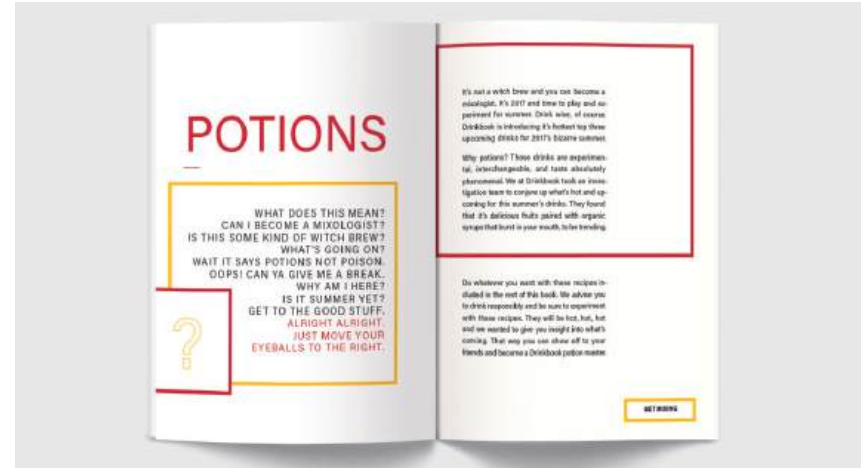 POTIONS
WHAT DOES THIS MEAN?
CAN I BECOME A MIXOLOGIST?
IS THIS SOME KIND OF WITCH BREW?
WHAT'S GOING ON?
WAIT IT SAYS POTIONS NOT POISON.
OOPS! CAN YA GIVE ME A BREAK.
WHY AM I HERE?
IS IT SUMMER YET?
GET TO THE GOOD STUFF.
ALRIGHT ALRIGHT.
JUST MOVE YOUR
EYEBALLS TO THE RIGHT.
?
It's not a witch brew and you can become a
mixologist. It's 2017 and time to play and ex
periment for summer. Drink wise, of course.
Drinkbook is introducing it's hottest top three
upcoming drinks for 2017's bizarre summer.
Why potions? These drinks are experimen-
tal, interchangeable, and taste absolutely
phenomenal. We at Drinkbook took an inves-
tigation team to conjure up what's hot and up-
coming for this summer's drinks. They found
that it's delicious fruits paired with organic
syrups that burst in your mouth, to be trending.
Do whatever you want with these recipes in-
cluded in the rest of this book. We advise you
to drink responsibly and be sure to experiment
with these recipes. They will be hot, hot, hot
and we wanted to give you insight into what's
coming. That way you can show off to your
friends and become a Drinkbook potion master.
GET MIXING